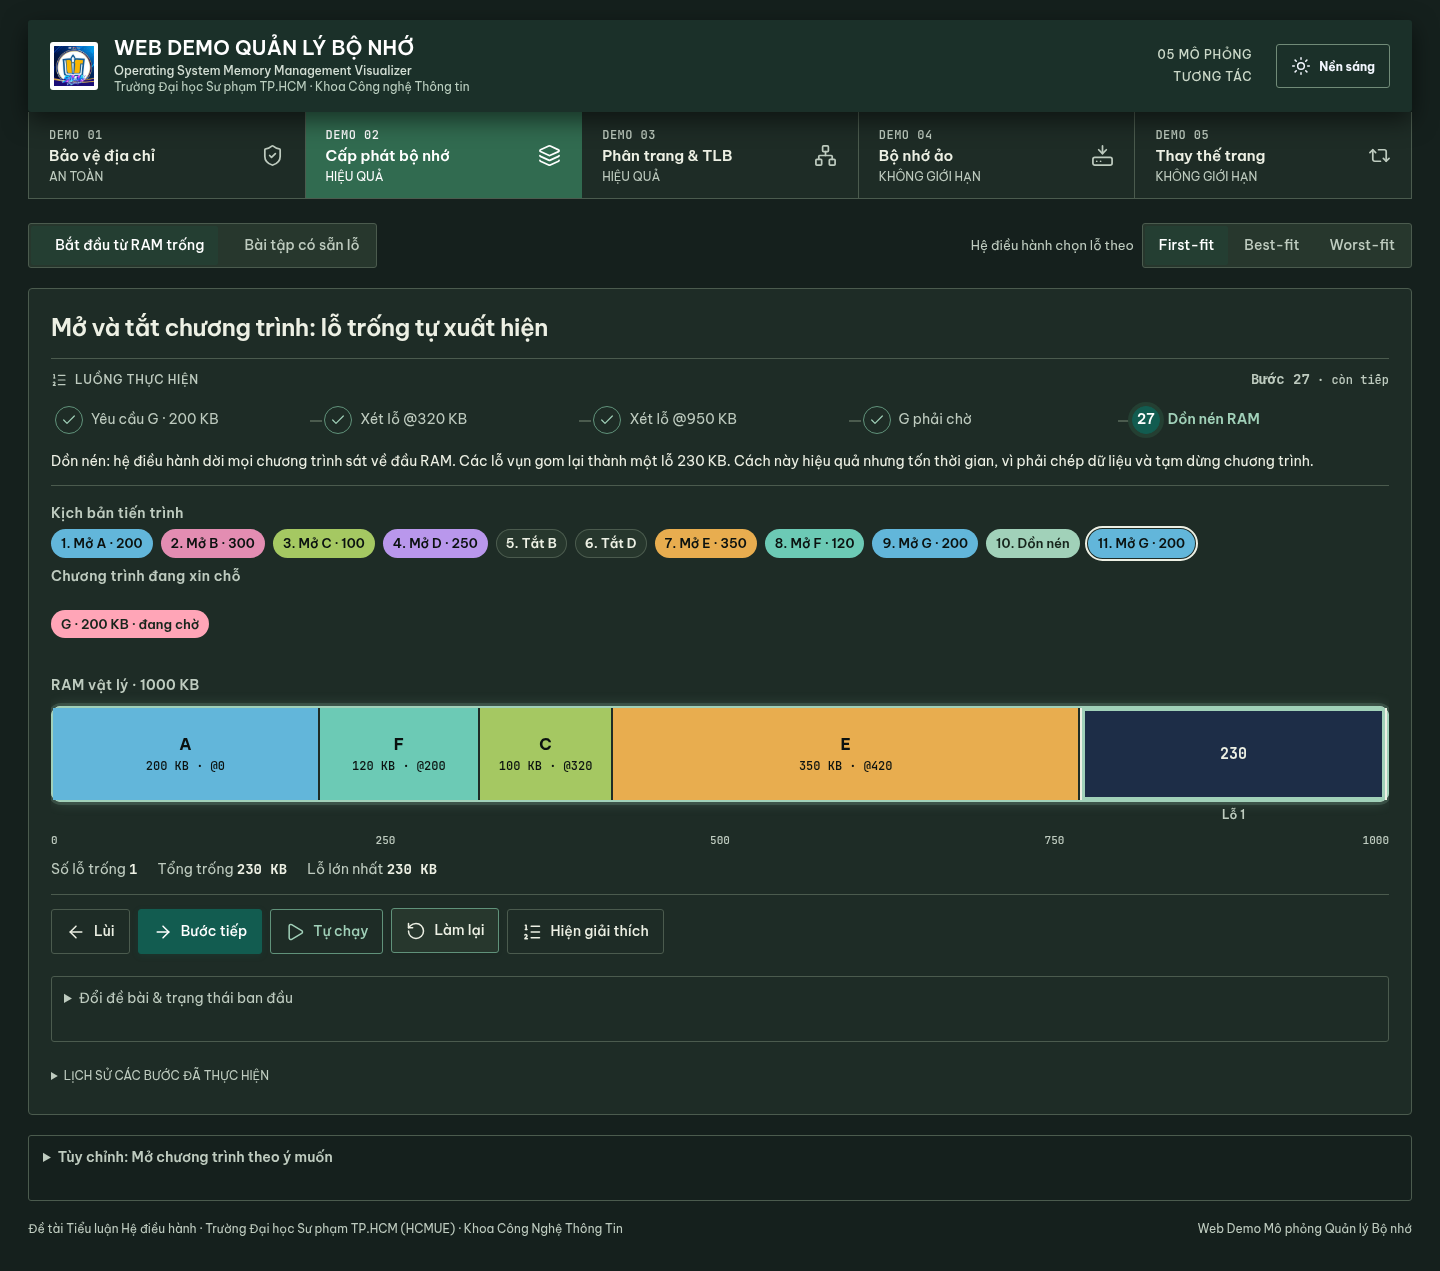 WEB DEMO QUẢN LÝ BỘ NHỚ
Operating System Memory Management Visualizer
Trường Đại học Sư phạm TP.HCM · Khoa Công nghệ Thông tin
05 MÔ PHỎNG
TƯƠNG TÁC
Nền sáng
DEMO 01
Bảo vệ địa chỉ
AN TOÀN
DEMO 02
Cấp phát bộ nhớ
HIỆU QUẢ
DEMO 03
Phân trang & TLB
HIỆU QUẢ
DEMO 04
Bộ nhớ ảo
KHÔNG GIỚI HẠN
DEMO 05
Thay thế trang
KHÔNG GIỚI HẠN
Bắt đầu từ RAM trống
Bài tập có sẵn lỗ
Hệ điều hành chọn lỗ theo
First-fit
Best-fit
Worst-fit
Mở và tắt chương trình: lỗ trống tự xuất hiện
LUỒNG THỰC HIỆN
Bước 27 · còn tiếp
Yêu cầu G · 200 KB
Xét lỗ @320 KB
Xét lỗ @950 KB
G phải chờ
27 Dồn nén RAM
Dồn nén: hệ điều hành dời mọi chương trình sát về đầu RAM. Các lỗ vụn gom lại thành một lỗ 230 KB. Cách này hiệu quả nhưng tốn thời gian, vì phải chép dữ liệu và tạm dừng chương trình.
Kịch bản tiến trình
1. Mở A · 200
2. Mở B · 300
3. Mở C · 100
4. Mở D · 250
5. Tắt B
6. Tắt D
7. Mở E · 350
8. Mở F · 120
9. Mở G · 200
10. Dồn nén
11. Mở G · 200
Chương trình đang xin chỗ
G · 200 KB · đang chờ
RAM vật lý · 1000 KB
A
200 KB · @0
F
120 KB · @200
C
100 KB · @320
E
350 KB · @420
230
Lỗ 1
0
250
500
750
1000
Số lỗ trống 1
Tổng trống 230 KB
Lỗ lớn nhất 230 KB
Lùi
Bước tiếp
Tự chạy
Làm lại
Hiện giải thích
Đổi đề bài & trạng thái ban đầu
LỊCH SỬ CÁC BƯỚC ĐÃ THỰC HIỆN
Tùy chỉnh: Mở chương trình theo ý muốn
Đề tài Tiểu luận Hệ điều hành · Trường Đại học Sư phạm TP.HCM (HCMUE) · Khoa Công Nghệ Thông Tin
Web Demo Mô phỏng Quản lý Bộ nhớ